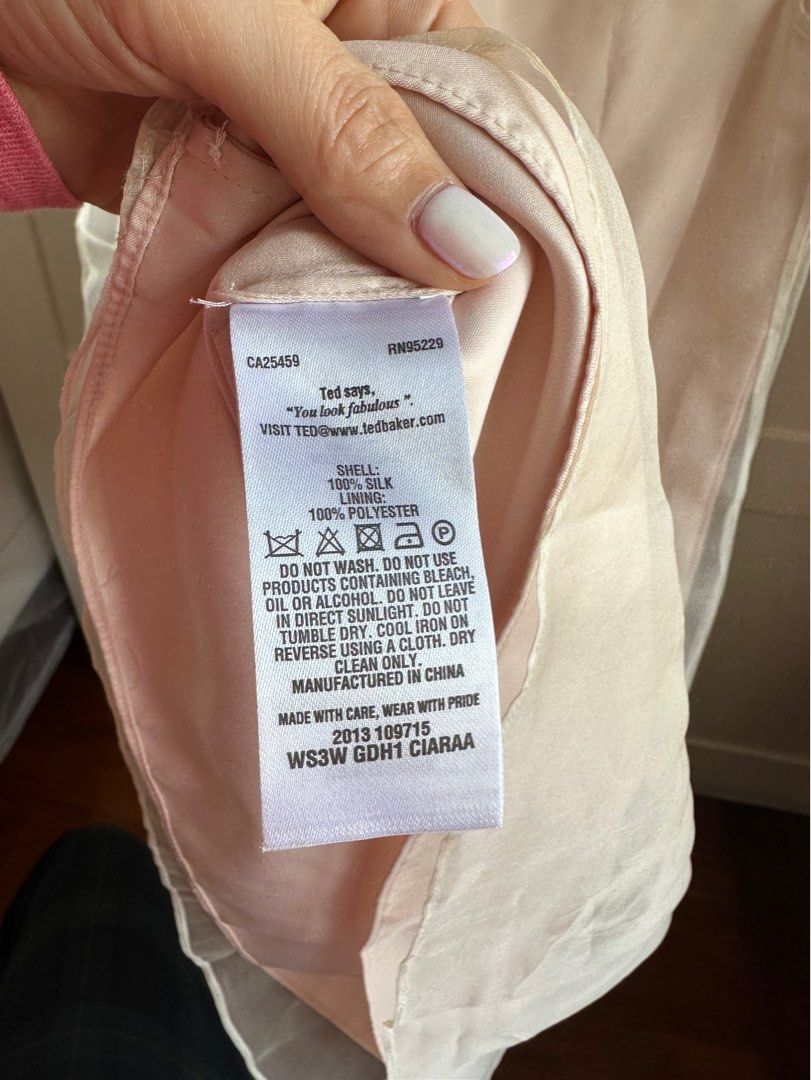 CA25459 RN95229
Ted says,
“You look fabulous ”.
VISIT TED@www.tedbaker.com
SHELL:
100% SILK
LINING:
100% POLYESTER
P
DO NOT WASH. DO NOT USE
PRODUCTS CONTAINING BLEACH,
OIL OR ALCOHOL. DO NOT LEAVE
IN DIRECT SUNLIGHT. DO NOT
TUMBLE DRY. COOL IRON ON
REVERSE USING A CLOTH. DRY
CLEAN ONLY.
MANUFACTURED IN CHINA
MADE WITH CARE, WEAR WITH PRIDE
2013 109715
WS3W GDH1 CIARAA